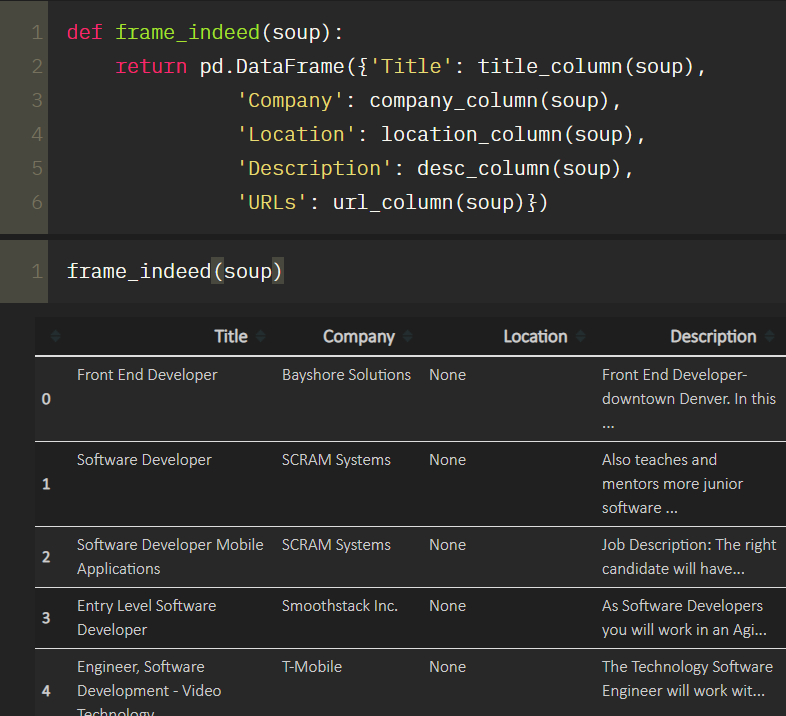 1 def frame_indeed(soup):
2 return pd.DataFrame({'Title': title_column(soup),
3 'Company': company_column(soup),
4 'Location': location_column(soup),
5 'Description': desc_column(soup),
6 'URLs': url_column(soup)})
1 frame_indeed(soup)
Title Company Location Description
0 Front End Developer Bayshore Solutions None Front End Developer-
downtown Denver. In this
...
1 Software Developer SCRAM Systems None Also teaches and
mentors more junior
software ...
2 Software Developer Mobile SCRAM Systems None Job Description: The right
Applications candidate will have...
3 Entry Level Software Smoothstack Inc. None As Software Developers
Developer you will work in an Agi...
4 Engineer, Software T-Mobile None The Technology Software
Development - Video Engineer will work wit...
Technology